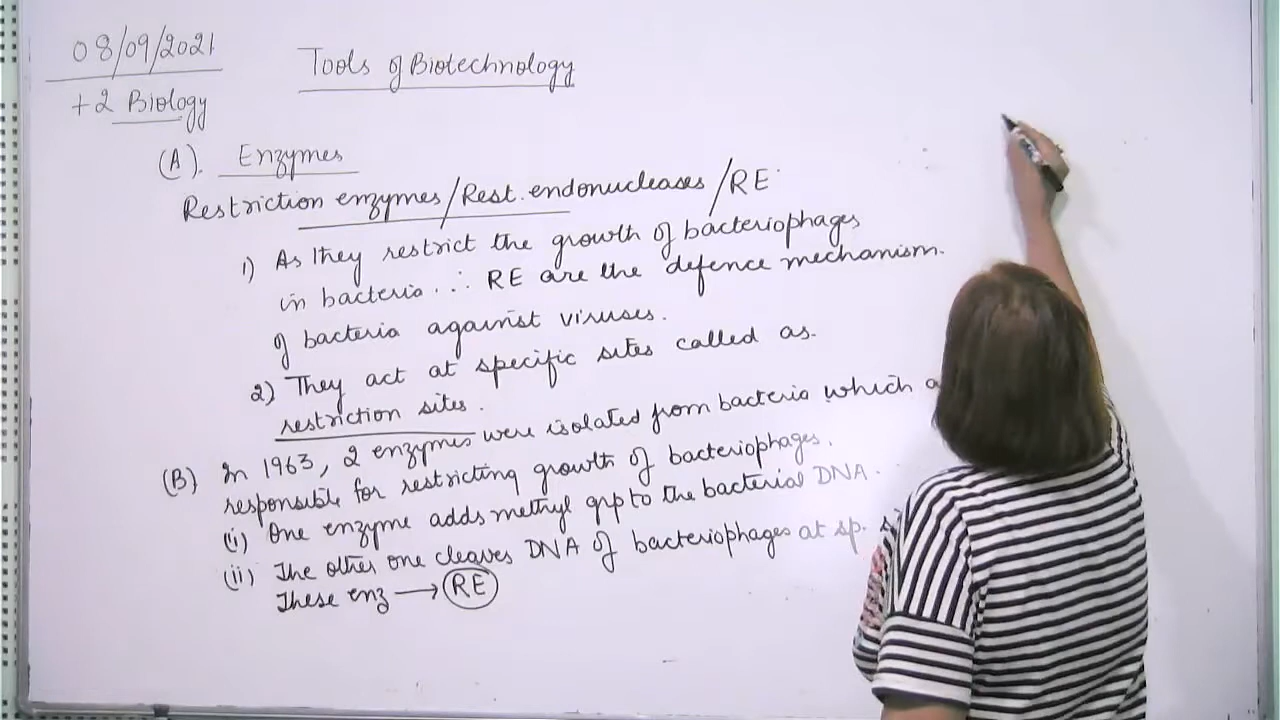 08/09/2021
+2 Biology
Tools of Biotechnology
(A). Enzymes
Restriction enzymes/Rest. endonucleases/RE
1) As they restrict the growth of bacteriophages
in bacteria. ∴ RE are the defence mechanism.
of bacteria against viruses.
2) They act at specific sites called as.
restriction sites.
(B) In 1963, 2 enzymes were isolated from bacteria which
responsible for restricting growth of bacteriophages.
(i) One enzyme adds methyl grp to the bacterial DNA.
(ii) The other one cleaves DNA of bacteriophages at sp.
These enz → RE